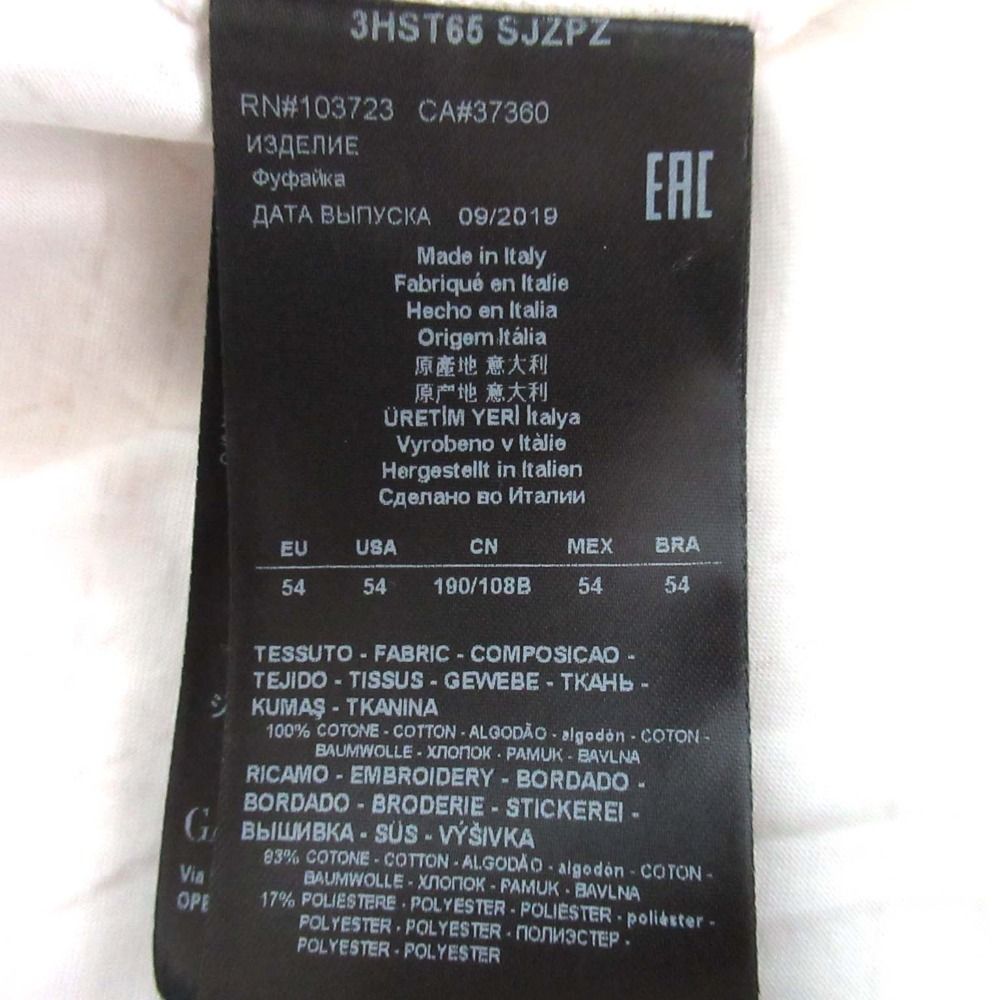 3HST65 SJZPZ
RN#103723 CA#37360
ИЗДЕЛИЕ
Фуфайка
ДАТА ВЫПУСКА 09/2019
EAC
Made in Italy
Fabriqué en Italie
Hecho en Italia
Origem Itália
原產地 意大利
原产地 意大利
ÜRETİM YERİ İtalya
Vyrobeno v Itàlie
Hergestellt in Italien
Сделано во Италии
EU USA CN MEX BRA
54 54 190/108B 54 54
TESSUTO - FABRIC - COMPOSICAO -
TEJIDO - TISSUS - GEWEBE - ТКАНЬ -
KUMAŞ - TKANINA
100% COTONE - COTTON - ALGODÃO - algodón - COTON -
BAUMWOLLE - ХЛОПОК - PAMUK - BAVLNA
RICAMO - EMBROIDERY - BORDADO -
BORDADO - BRODERIE - STICKEREI -
ВЫШИВКА - SÜS - VÝŠIVKA
83% COTONE - COTTON - ALGODÃO - algodón - COTON -
BAUMWOLLE - ХЛОПОК - PAMUK - BAVLNA
17% POLIESTERE - POLYESTER - POLIÉSTER - poliéster -
POLYESTER - POLYESTER - ПОЛИЭСТЕР -
POLYESTER - POLYESTER
Via